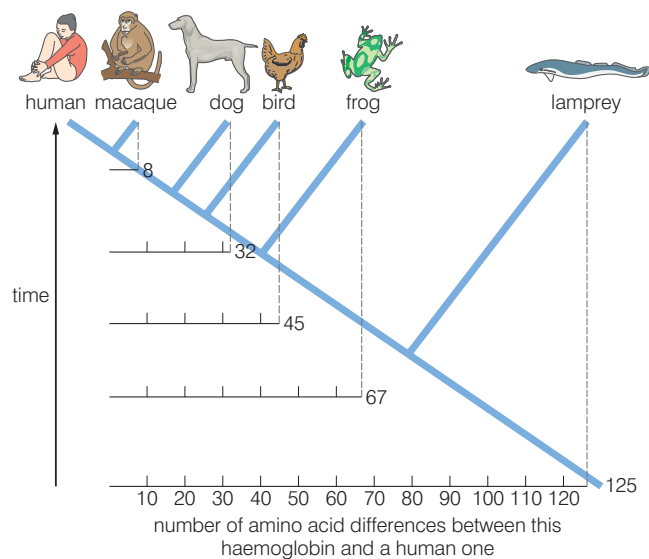 human macaque dog bird frog lamprey
8
32
time
45
67
125
10 20 30 40 50 60 70 80 90 100 110 120
number of amino acid differences between this
haemoglobin and a human one